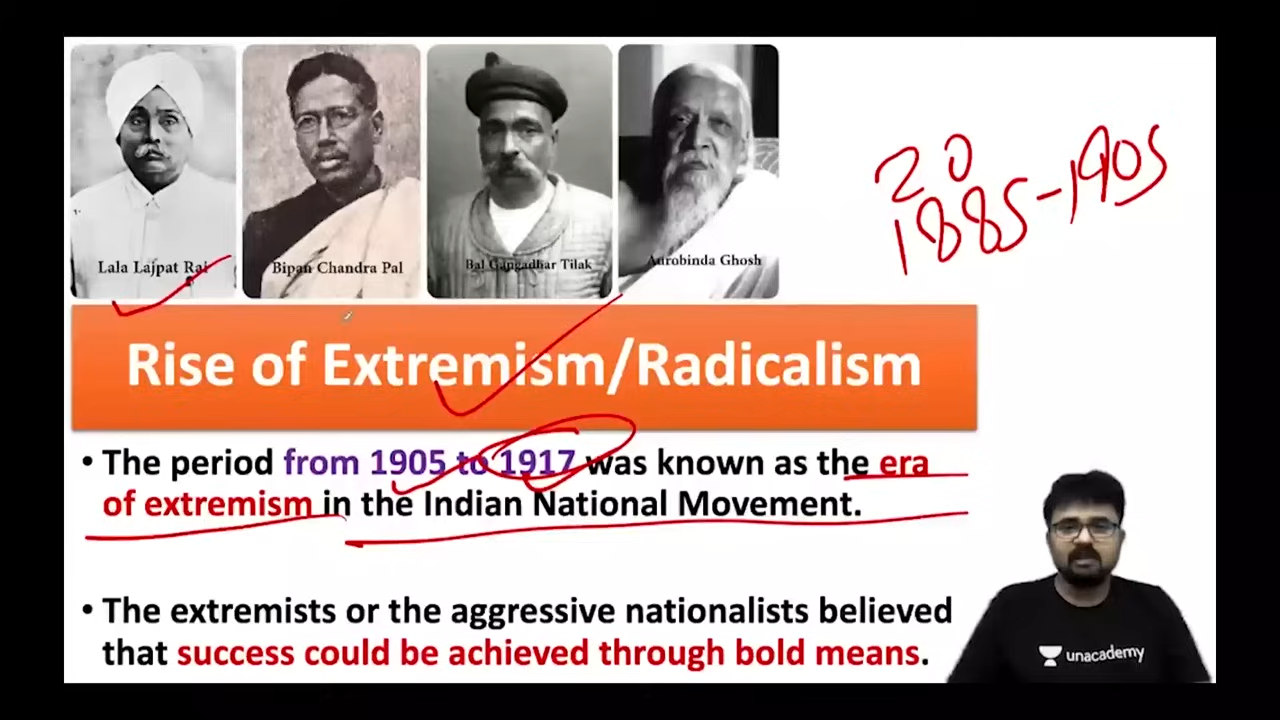 Lala Lajpat Rai
Bipan Chandra Pal
Bal Gangadhar Tilak
Aurobinda Ghosh
20
1885-1905
Rise of Extremism/Radicalism
• The period from 1905 to 1917 was known as the era
of extremism in the Indian National Movement.
• The extremists or the aggressive nationalists believed
that success could be achieved through bold means.
unacademy